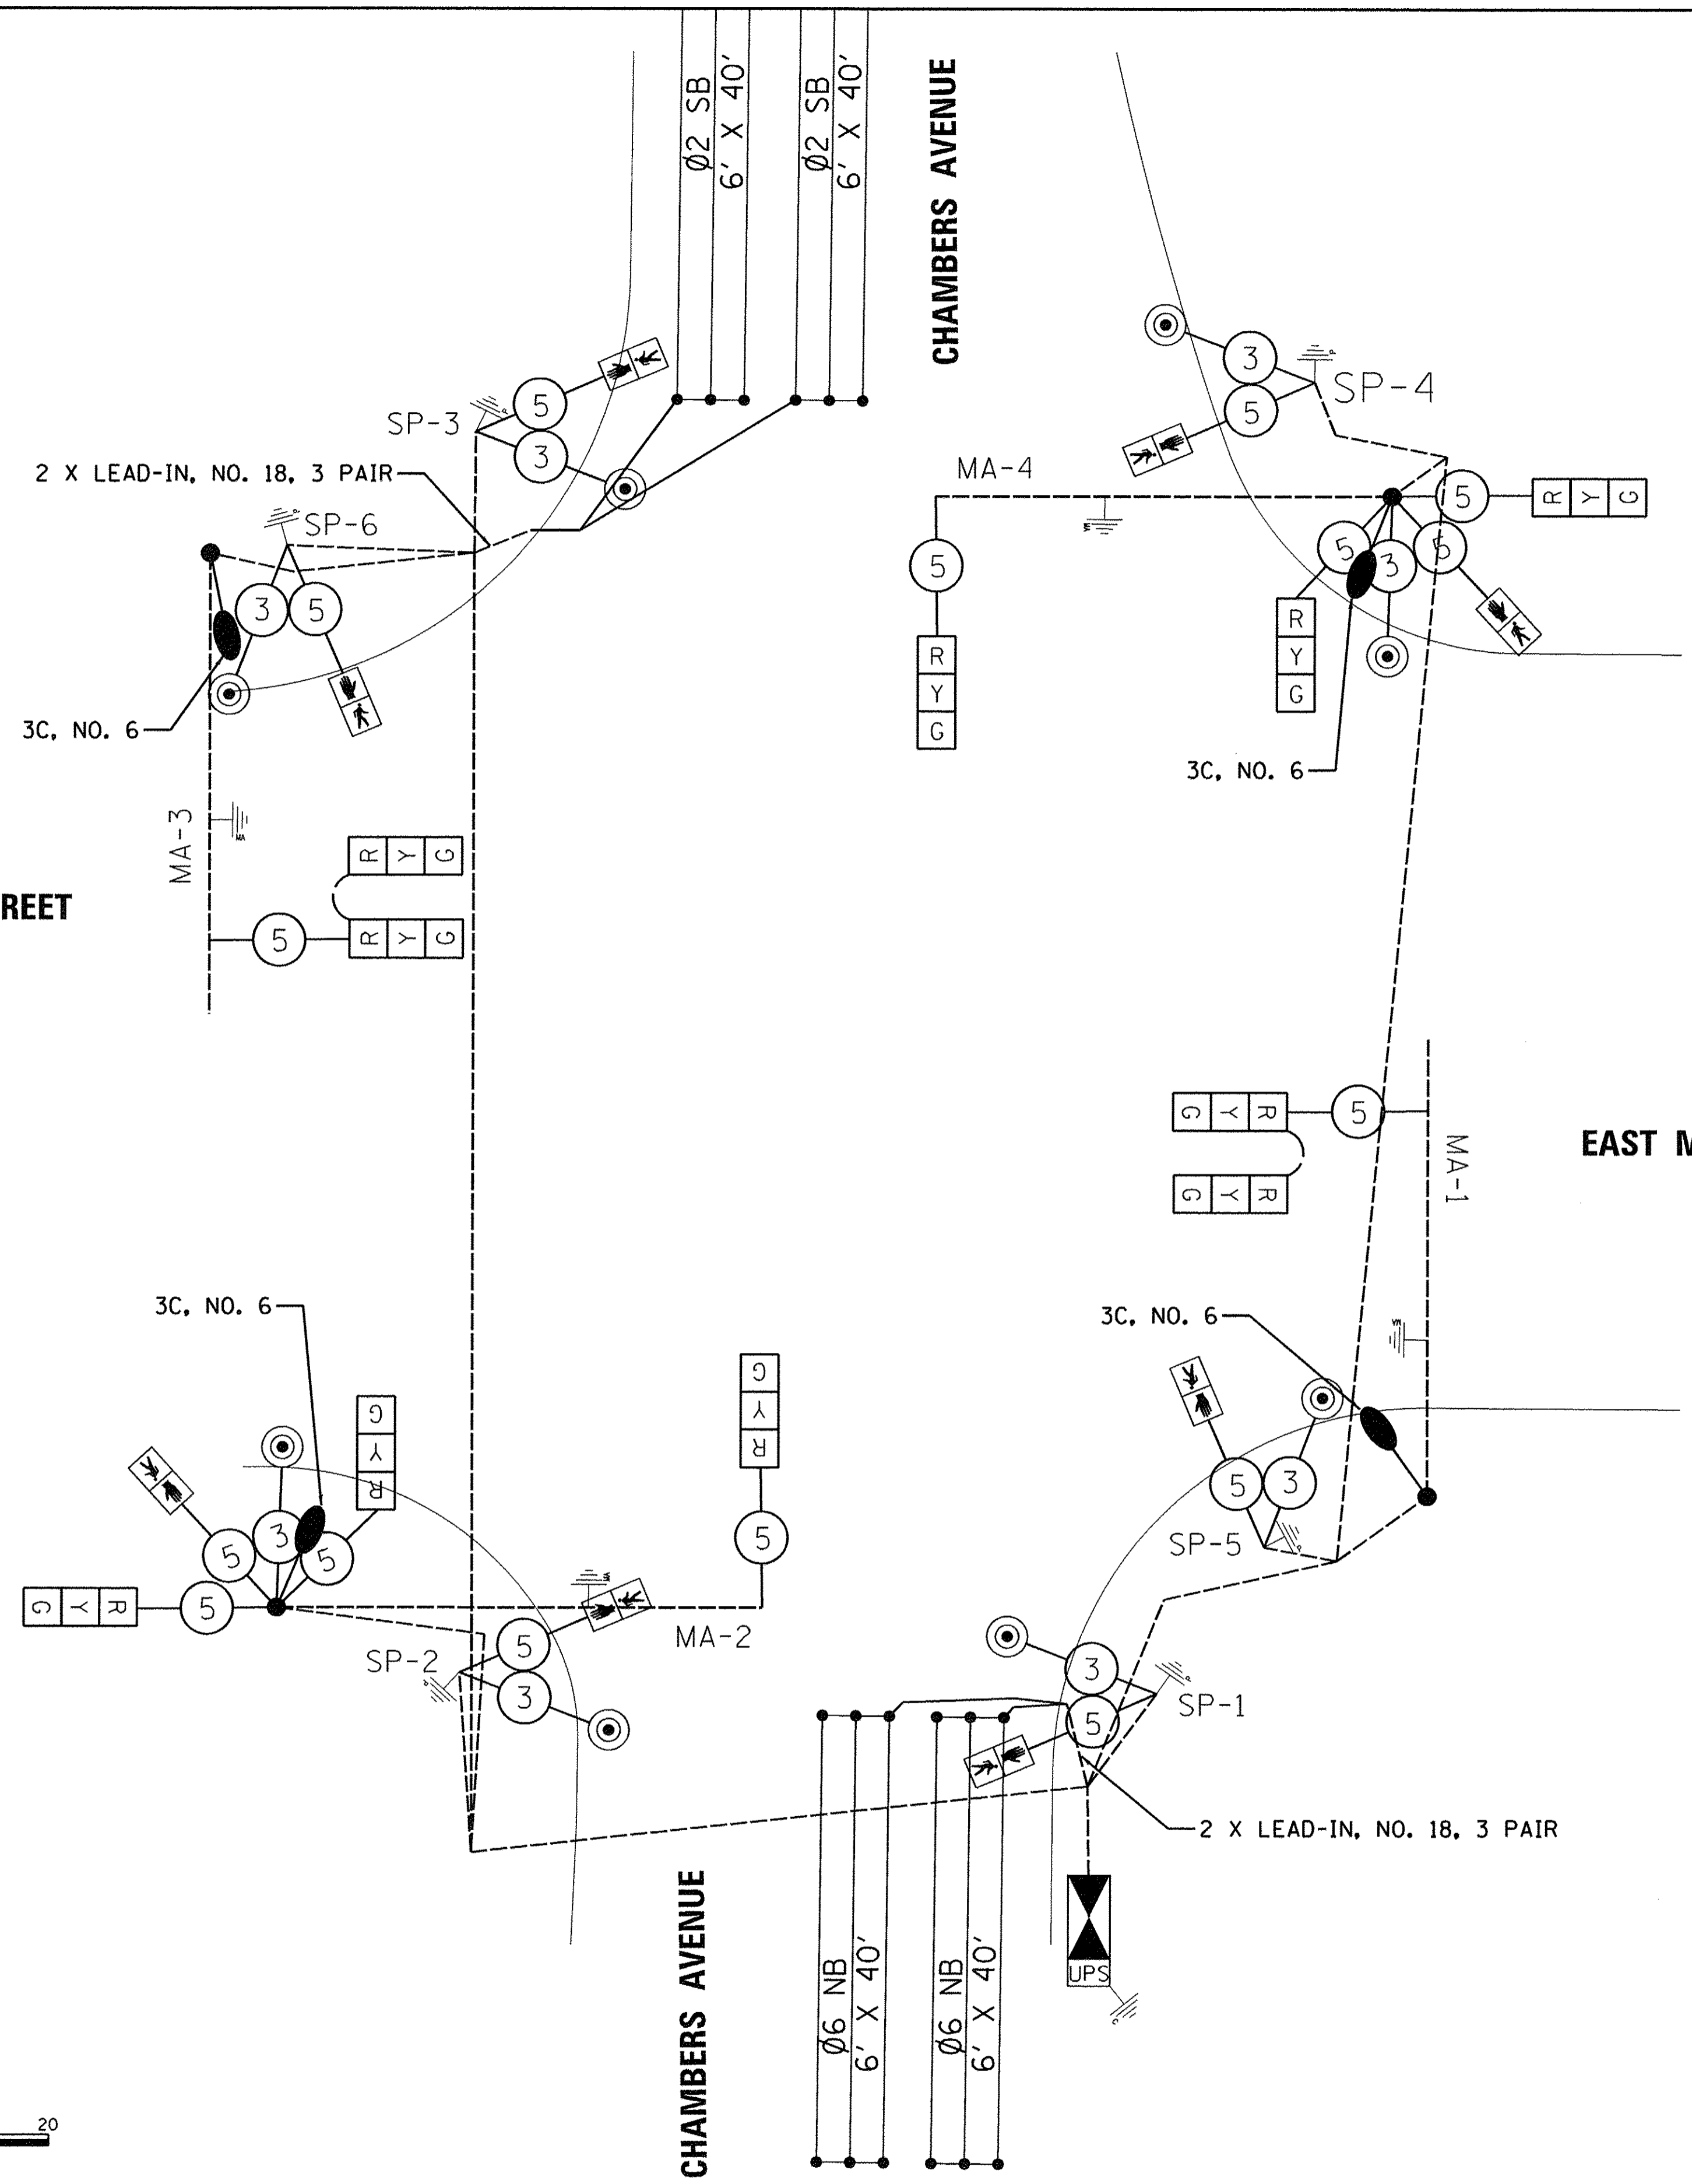 Ø2 SB
6' X 40'
Ø2 SB
6' X 40'
CHAMBERS AVENUE
3
5
SP-4
5
SP-3
3
2 X LEAD-IN, NO. 18, 3 PAIR
MA-4
5
R Y G
SP-6
5
5
3
5
3
5
R
Y
G
R
Y
G
3C, NO. 6
3C, NO. 6
MA-3
R Y G
REET
5
R Y G
G Y R
5
MA-1
EAST M
G Y R
3C, NO. 6
3C, NO. 6
G
Y
R
G
Y
R
5
3
5
3
5
5
5
SP-5
G Y R
5
MA-2
5
SP-2
3
3
SP-1
5
2 X LEAD-IN, NO. 18, 3 PAIR
UPS
CHAMBERS AVENUE
Ø6 NB
6' X 40'
Ø6 NB
6' X 40'
20